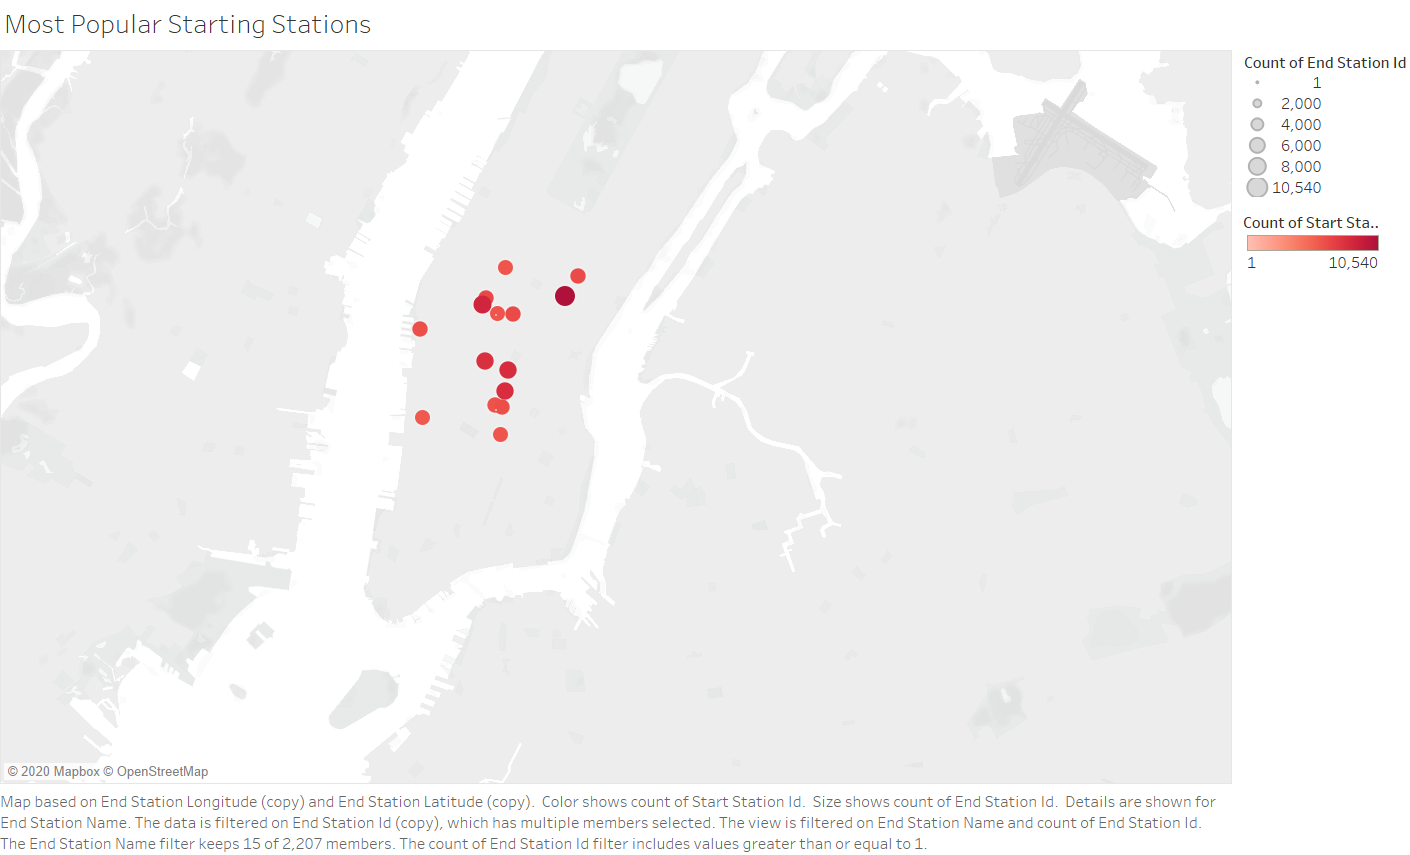 Most Popular Starting Stations
Count of End Station Id
1
2,000
4,000
6,000
8,000
10,540
Count of Start Sta..
1 10,540
© 2020 Mapbox © OpenStreetMap
Map based on End Station Longitude (copy) and End Station Latitude (copy). Color shows count of Start Station Id. Size shows count of End Station Id. Details are shown for
End Station Name. The data is filtered on End Station Id (copy), which has multiple members selected. The view is filtered on End Station Name and count of End Station Id.
The End Station Name filter keeps 15 of 2,207 members. The count of End Station Id filter includes values greater than or equal to 1.